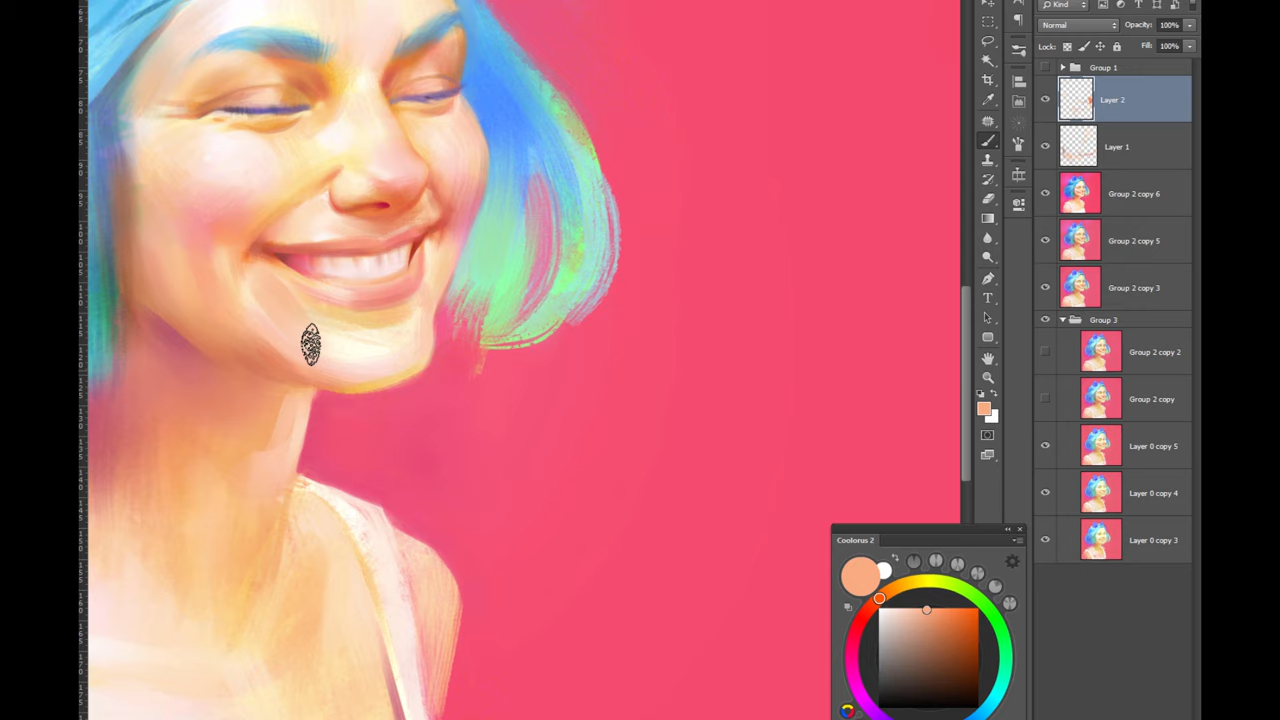 Kind
Normal
Opacity: 100%
Lock:
Fill: 100%
Group 1
Layer 2
Layer 1
Group 2 copy 6
Group 2 copy 5
Group 2 copy 3
Group 3
Group 2 copy 2
Group 2 copy
Layer 0 copy 5
Layer 0 copy 4
Layer 0 copy 3
Coolorus 2